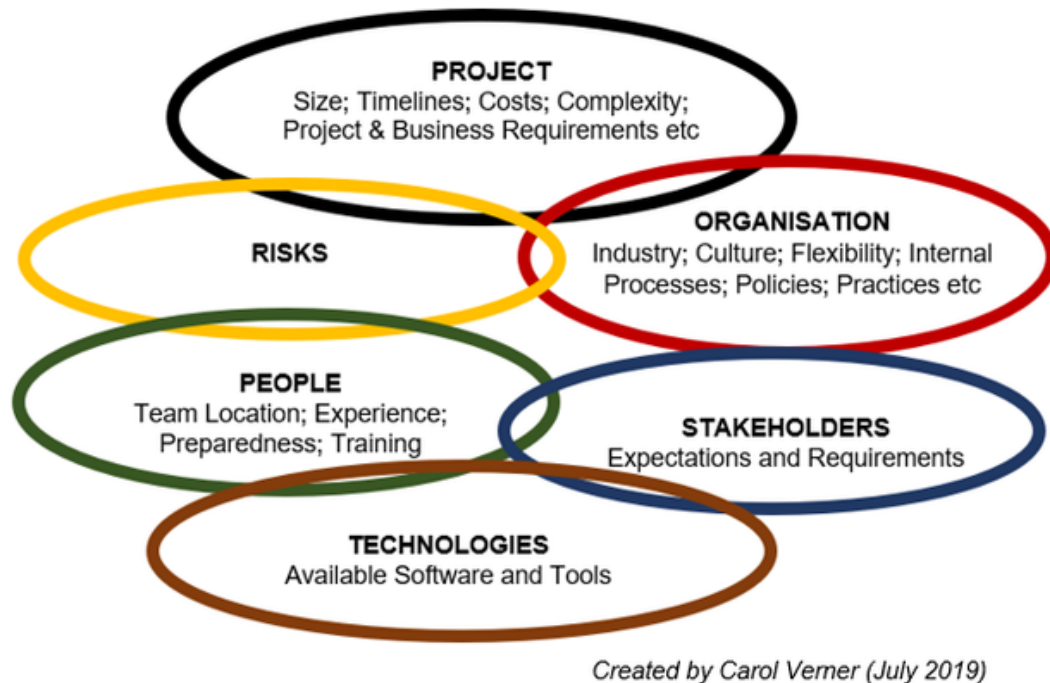 PROJECT
Size; Timelines; Costs; Complexity;
Project & Business Requirements etc
RISKS
ORGANISATION
Industry; Culture; Flexibility; Internal
Processes; Policies; Practices etc
PEOPLE
Team Location; Experience;
Preparedness; Training
STAKEHOLDERS
Expectations and Requirements
TECHNOLOGIES
Available Software and Tools
Created by Carol Verner (July 2019)